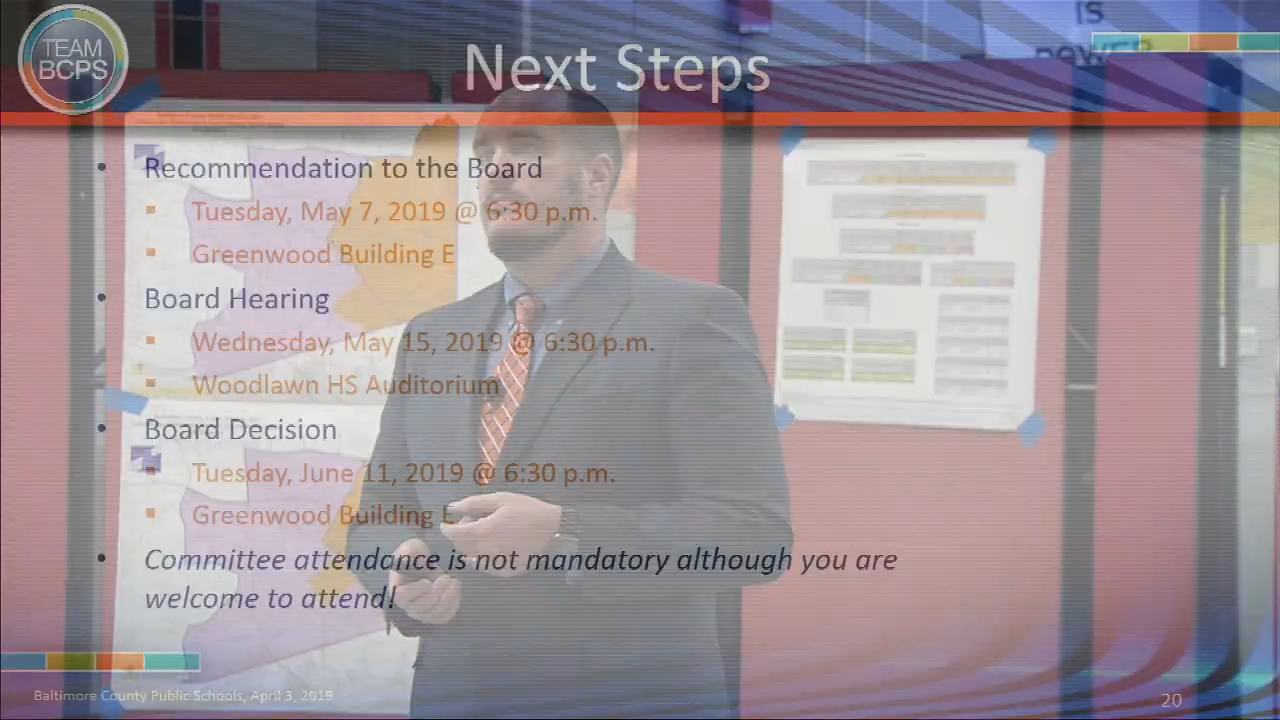 IS
POWER
TEAM
BCPS
Next Steps
• Recommendation to the Board
▪ Tuesday, May 7, 2019 @ 6:30 p.m.
▪ Greenwood Building E
• Board Hearing
▪ Wednesday, May 15, 2019 @ 6:30 p.m.
▪ Woodlawn HS Auditorium
• Board Decision
▪ Tuesday, June 11, 2019 @ 6:30 p.m.
▪ Greenwood Building E
• Committee attendance is not mandatory although you are
welcome to attend!
Baltimore County Public Schools, April 3, 2019
20